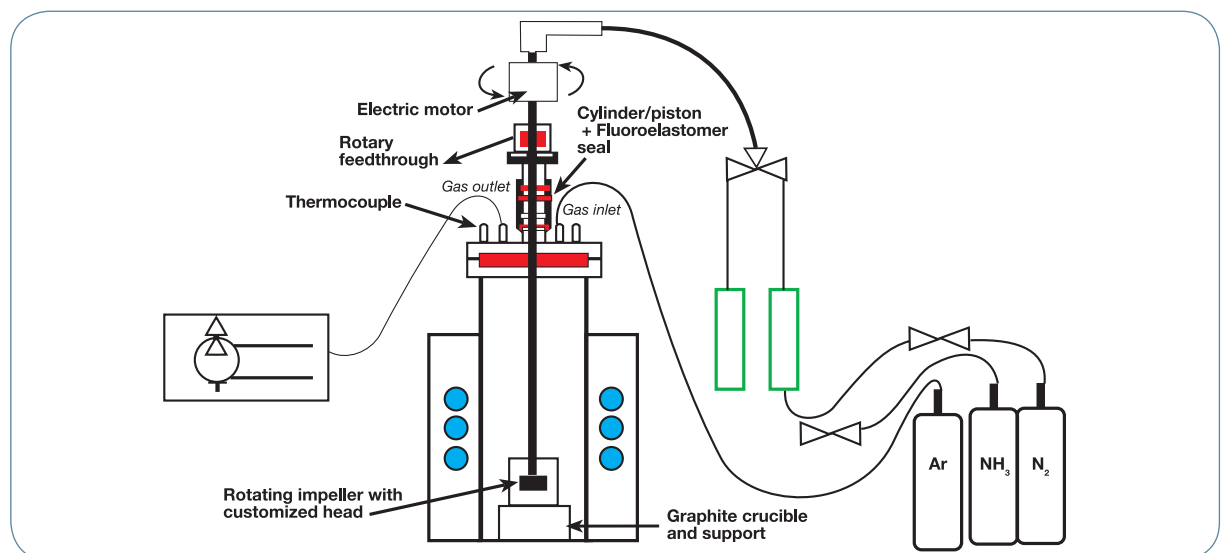 Electric motor
Cylinder/piston
+ Fluoroelastomer
seal
Rotary
feedthrough
Gas outlet
Thermocouple
Gas inlet
Ar
NH₃
N₂
Rotating impeller with
customized head
Graphite crucible
and support